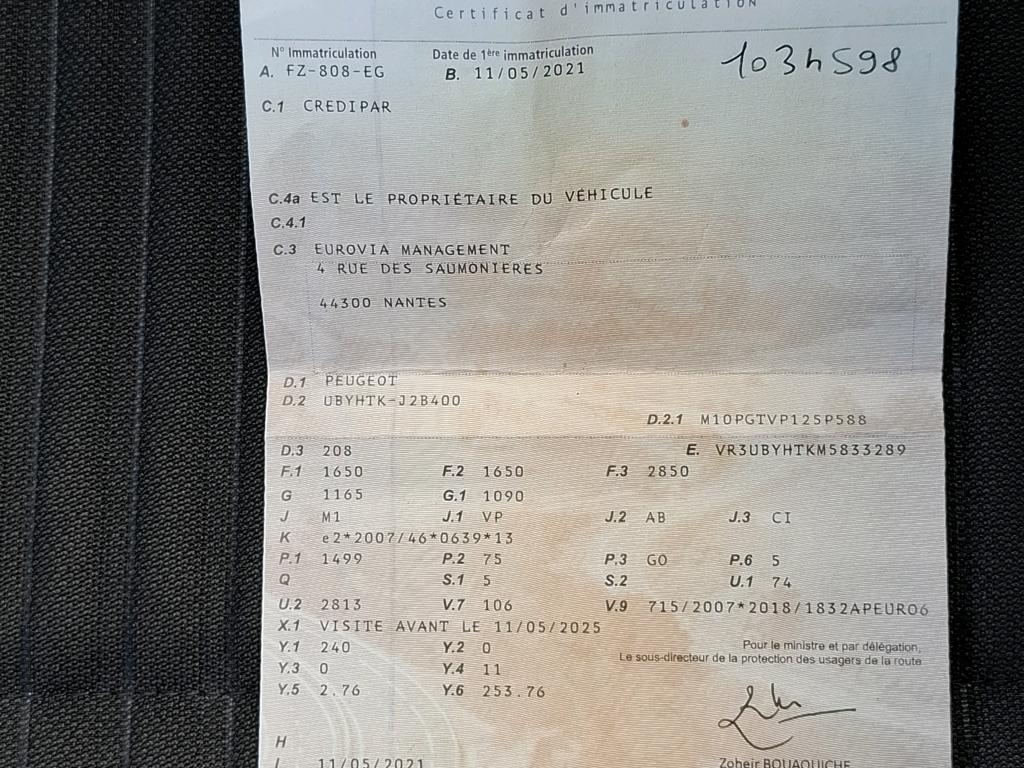 Certificat d'immatriculation
N° Immatriculation Date de 1ère immatriculation
A. FZ-808-EG B. 11/05/2021 103h598
C.1 CREDIPAR
C.4a EST LE PROPRIÉTAIRE DU VÉHICULE
C.4.1
C.3 EUROVIA MANAGEMENT
4 RUE DES SAUMONIERES
44300 NANTES
D.1 PEUGEOT
D.2 UBYHTK-J2B400
D.2.1 M10PGTVP125P588
D.3 208 E. VR3UBYHTKM5833289
F.1 1650 F.2 1650 F.3 2850
G 1165 G.1 1090
J M1 J.1 VP J.2 AB J.3 CI
K e2*2007/46*0639*13
P.1 1499 P.2 75 P.3 GO P.6 5
Q S.1 5 S.2 U.1 74
U.2 2813 V.7 106 V.9 715/2007*2018/1832APEURO6
X.1 VISITE AVANT LE 11/05/2025
Y.1 240 Y.2 0
Pour le ministre et par délégation,
Le sous-directeur de la protection des usagers de la route
Y.3 0 Y.4 11
Y.5 2.76 Y.6 253.76
H
I 11/05/2021 Zoheir BOUAOUICHE